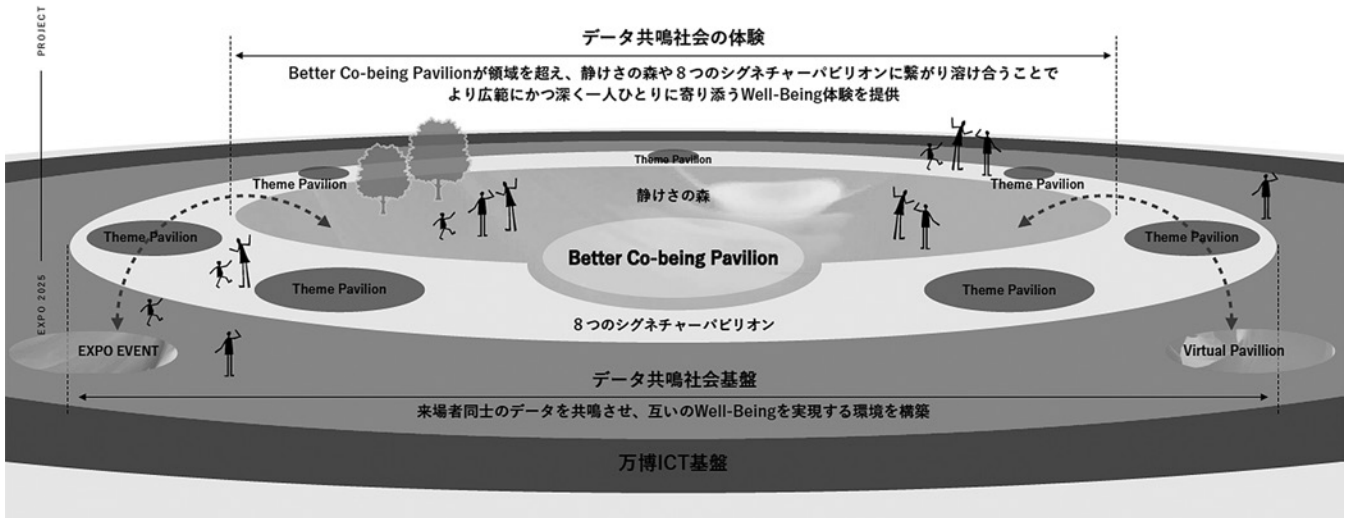 PROJECT
EXPO 2025
データ共鳴社会の体験
Better Co-being Pavilionが領域を超え、静けさの森や8つのシグネチャーパビリオンに繋がり溶け合うことで
より広範にかつ深く一人ひとりに寄り添うWell-Being体験を提供
Theme Pavilion
Theme Pavilion
Theme Pavilion
静けさの森
Theme Pavilion
Theme Pavilion
Better Co-being Pavilion
Theme Pavilion
Theme Pavilion
8つのシグネチャーパビリオン
EXPO EVENT
Virtual Pavillion
データ共鳴社会基盤
来場者同士のデータを共鳴させ、互いのWell-Beingを実現する環境を構築
万博ICT基盤